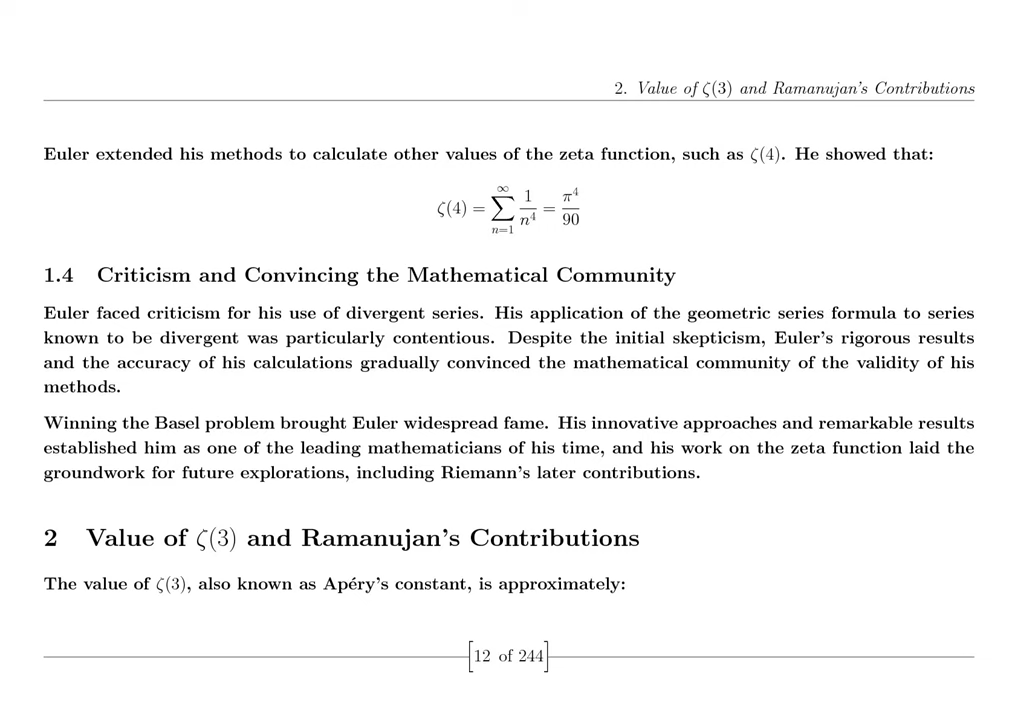 2. Value of ζ(3) and Ramanujan's Contributions
Euler extended his methods to calculate other values of the zeta function, such as ζ(4). He showed that:
ζ(4) = ∑_{n=1}^{∞} 1/n^4 = π^4/90
1.4 Criticism and Convincing the Mathematical Community
Euler faced criticism for his use of divergent series. His application of the geometric series formula to series
known to be divergent was particularly contentious. Despite the initial skepticism, Euler's rigorous results
and the accuracy of his calculations gradually convinced the mathematical community of the validity of his
methods.
Winning the Basel problem brought Euler widespread fame. His innovative approaches and remarkable results
established him as one of the leading mathematicians of his time, and his work on the zeta function laid the
groundwork for future explorations, including Riemann's later contributions.
2 Value of ζ(3) and Ramanujan's Contributions
The value of ζ(3), also known as Apéry's constant, is approximately:
[12 of 244]